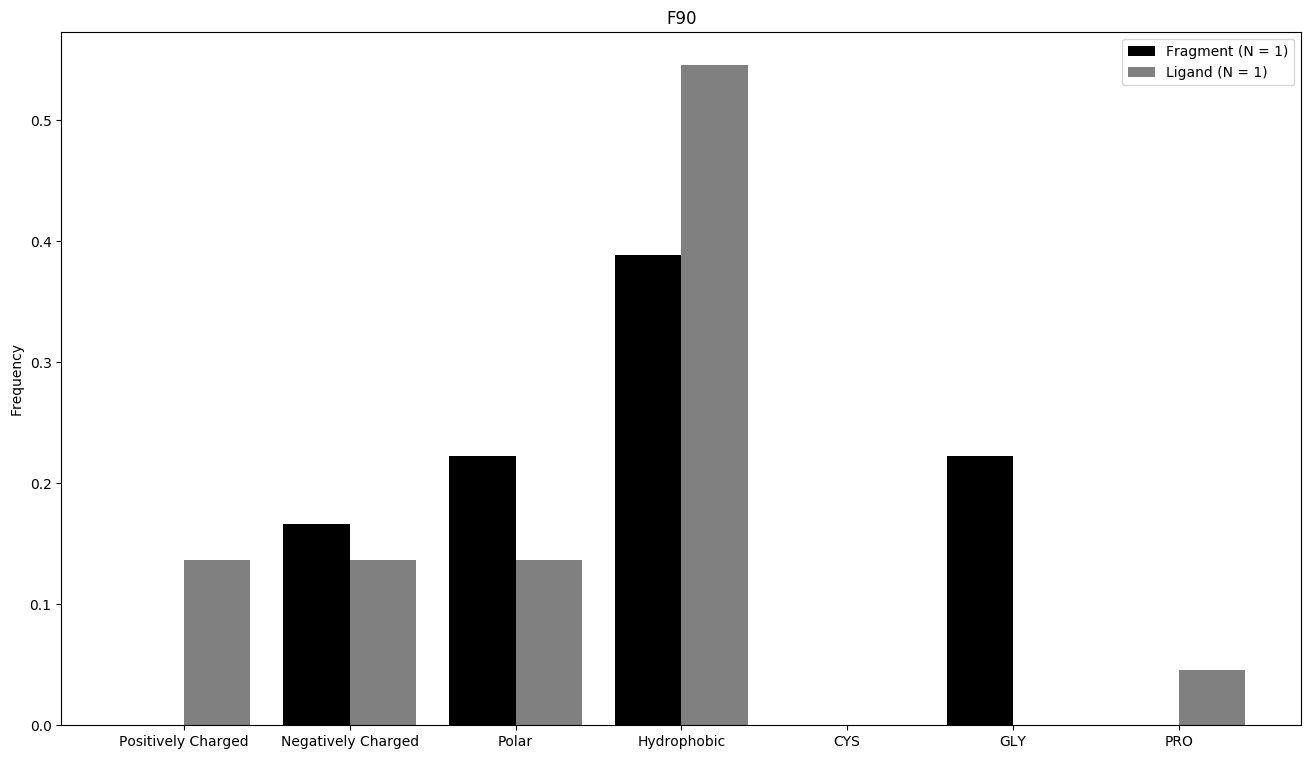 F90
Fragment (N = 1)
Ligand (N = 1)
Frequency
0.5
0.4
0.3
0.2
0.1
0.0
Positively Charged Negatively Charged Polar Hydrophobic CYS GLY PRO